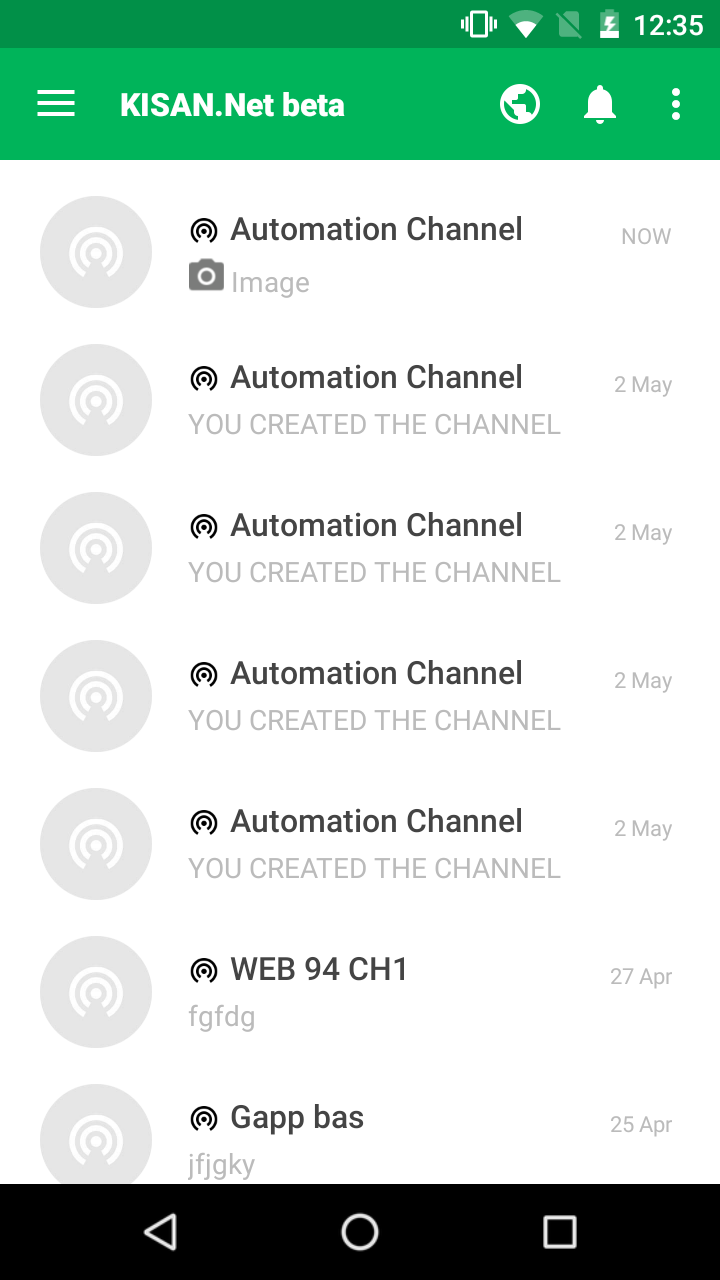 12:35
KISAN.Net beta
Automation Channel
NOW
Image
Automation Channel
2 May
YOU CREATED THE CHANNEL
Automation Channel
2 May
YOU CREATED THE CHANNEL
Automation Channel
2 May
YOU CREATED THE CHANNEL
Automation Channel
2 May
YOU CREATED THE CHANNEL
WEB 94 CH1
27 Apr
fgfdg
Gapp bas
25 Apr
jfjgky